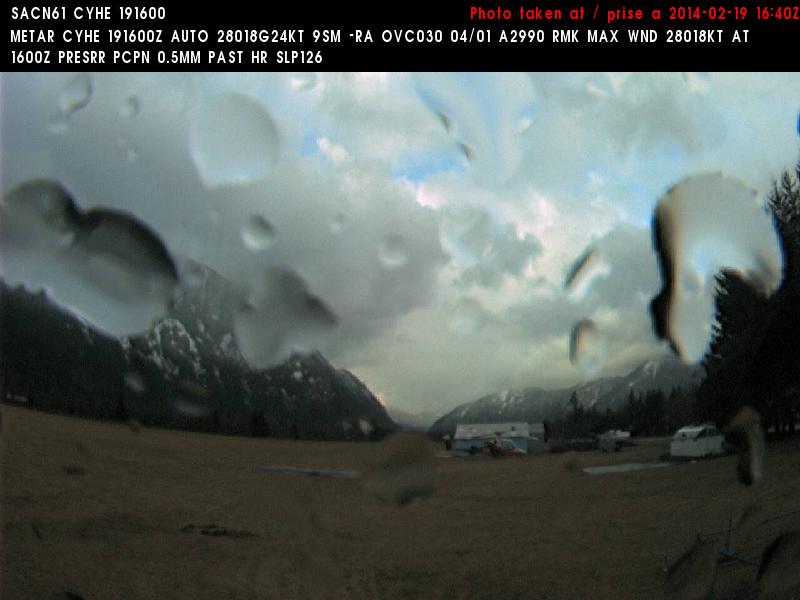 SACN61 CYHE 191600
Photo taken at / prise a 2014-02-19 16:40Z
METAR CYHE 191600Z AUTO 28018G24KT 9SM -RA OVC030 04/01 A2990 RMK MAX WND 28018KT AT
1600Z PRESRR PCPN 0.5MM PAST HR SLP126